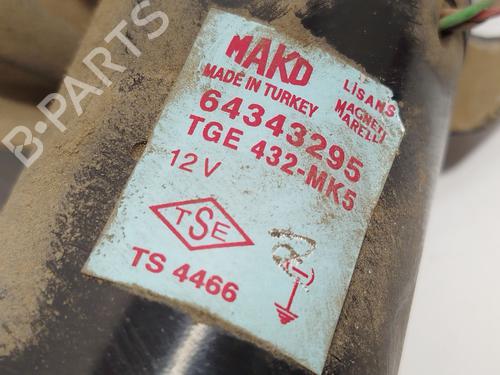 MAKO
MADE IN TURKEY
LISANS
MAGNETI
MARELLI
64343295
TGE 432-MK5
12 V
TSE
TS 4466
B-PARTS